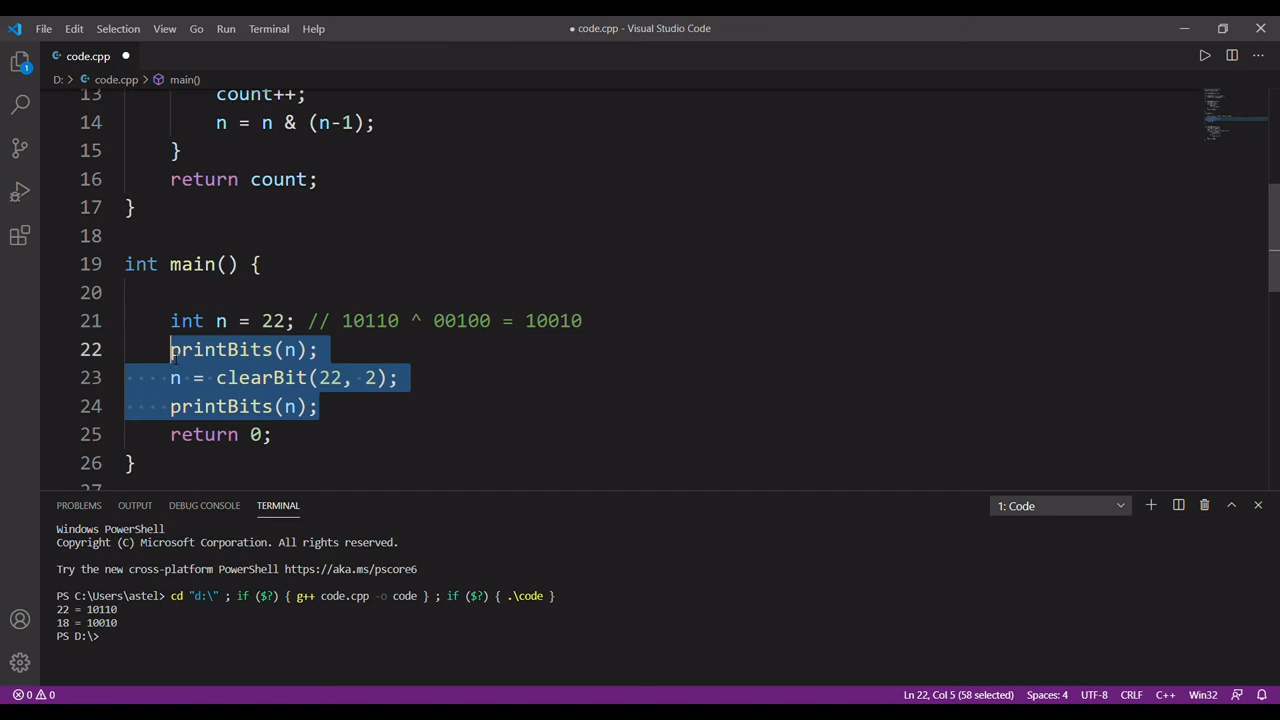 File Edit Selection View Go Run Terminal Help ● code.cpp - Visual Studio Code
code.cpp ●
D: > code.cpp > main()
13 count++;
14 n = n & (n-1);
15 }
16 return count;
17 }
18
19 int main() {
20
21 int n = 22; // 10110 ^ 00100 = 10010
22 printBits(n);
23 n = clearBit(22, 2);
24 printBits(n);
25 return 0;
26 }
27
PROBLEMS OUTPUT DEBUG CONSOLE TERMINAL 1: Code
Windows PowerShell
Copyright (C) Microsoft Corporation. All rights reserved.
Try the new cross-platform PowerShell https://aka.ms/pscore6
PS C:\Users\astel> cd "d:\" ; if ($?) { g++ code.cpp -o code } ; if ($?) { .\code }
22 = 10110
18 = 10010
PS D:\>
1
0 0 Ln 22, Col 5 (58 selected) Spaces: 4 UTF-8 CRLF C++ Win32